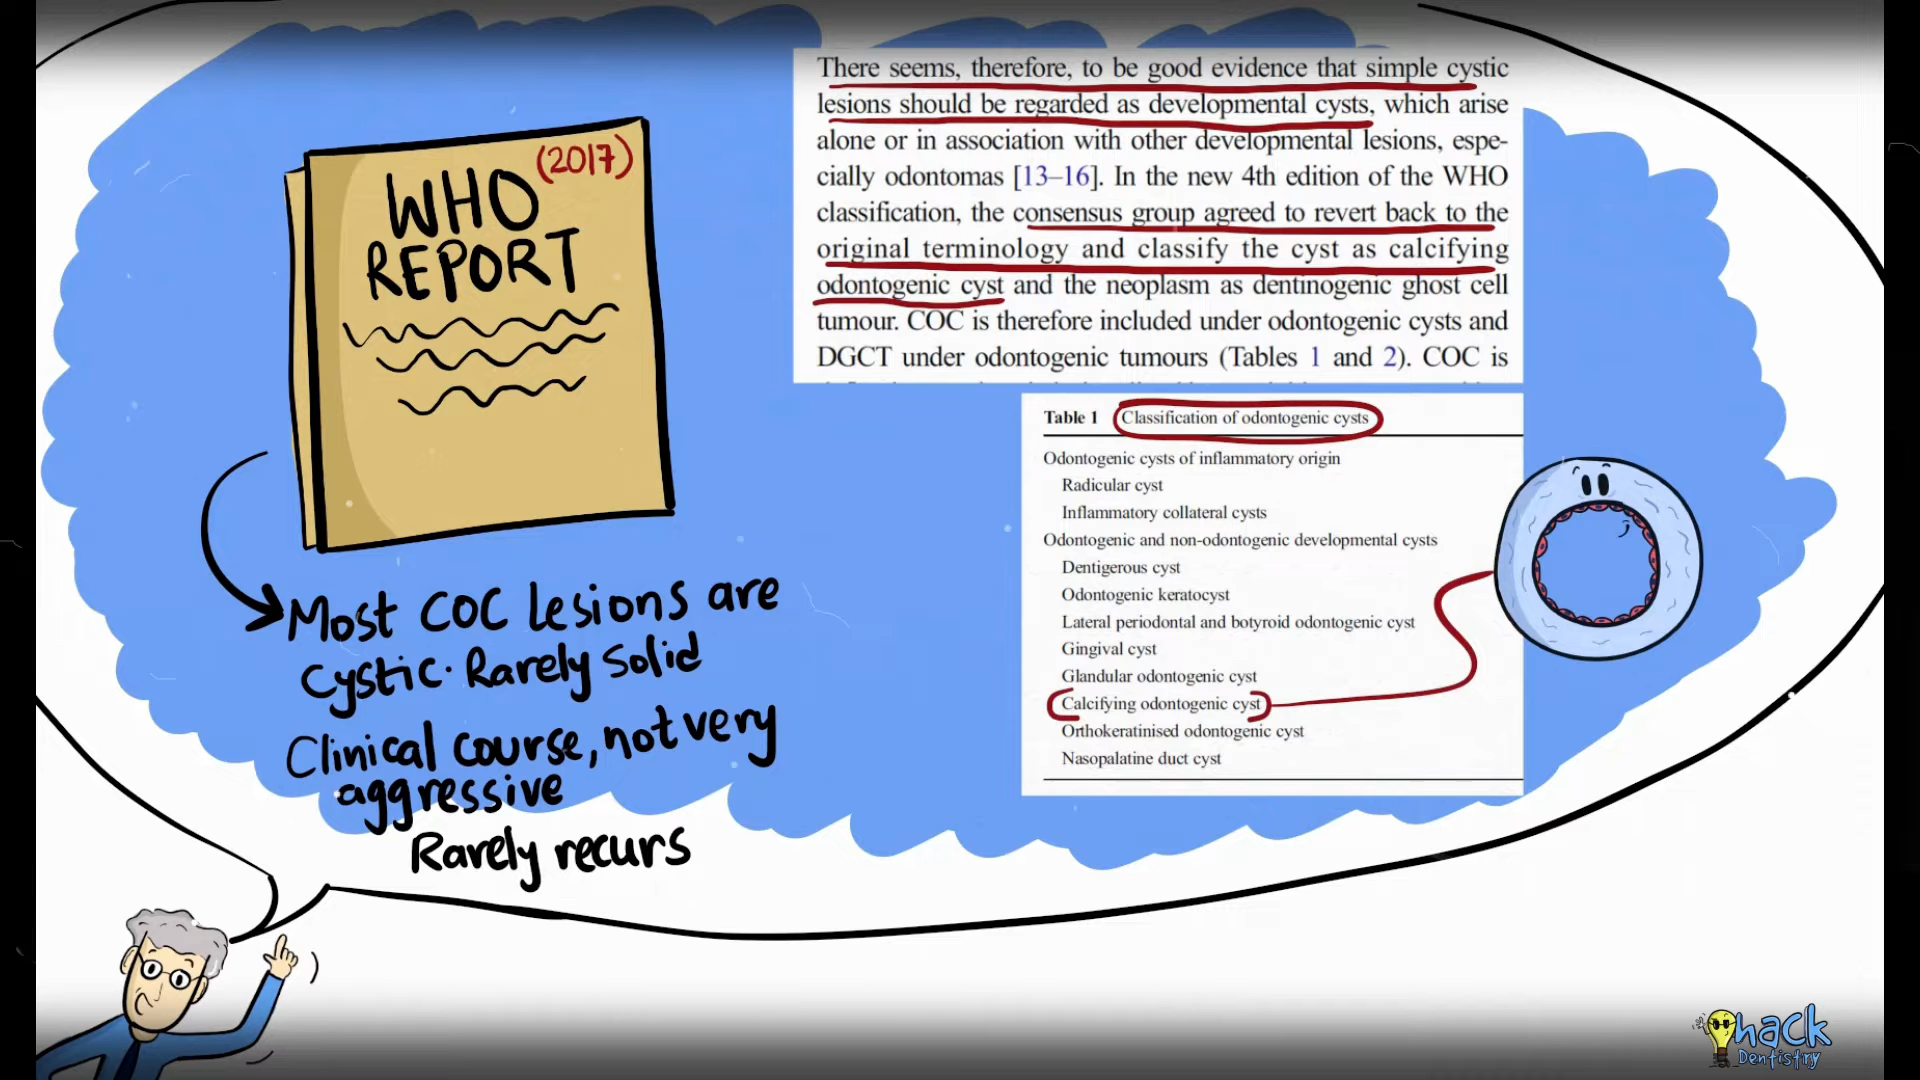 WHO
(2017)
REPORT
Most COC lesions are
Cystic. Rarely Solid
Clinical course, not very
aggressive
Rarely recurs
There seems, therefore, to be good evidence that simple cystic
lesions should be regarded as developmental cysts, which arise
alone or in association with other developmental lesions, espe-
cially odontomas [13–16]. In the new 4th edition of the WHO
classification, the consensus group agreed to revert back to the
original terminology and classify the cyst as calcifying
odontogenic cyst and the neoplasm as dentinogenic ghost cell
tumour. COC is therefore included under odontogenic cysts and
DGCT under odontogenic tumours (Tables 1 and 2). COC is
Table 1 Classification of odontogenic cysts
Odontogenic cysts of inflammatory origin
Radicular cyst
Inflammatory collateral cysts
Odontogenic and non-odontogenic developmental cysts
Dentigerous cyst
Odontogenic keratocyst
Lateral periodontal and botyroid odontogenic cyst
Gingival cyst
Glandular odontogenic cyst
Calcifying odontogenic cyst
Orthokeratinised odontogenic cyst
Nasopalatine duct cyst
hack
Dentistry